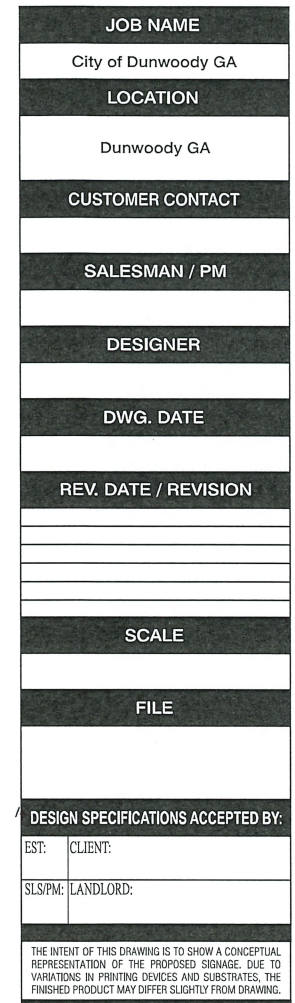 JOB NAME
City of Dunwoody GA
LOCATION
Dunwoody GA
CUSTOMER CONTACT
SALESMAN / PM
DESIGNER
DWG. DATE
REV. DATE / REVISION
SCALE
FILE
DESIGN SPECIFICATIONS ACCEPTED BY:
EST: CLIENT:
SLS/PM: LANDLORD:
THE INTENT OF THIS DRAWING IS TO SHOW A CONCEPTUAL
REPRESENTATION OF THE PROPOSED SIGNAGE. DUE TO
VARIATIONS IN PRINTING DEVICES AND SUBSTRATES, THE
FINISHED PRODUCT MAY DIFFER SLIGHTLY FROM DRAWING.